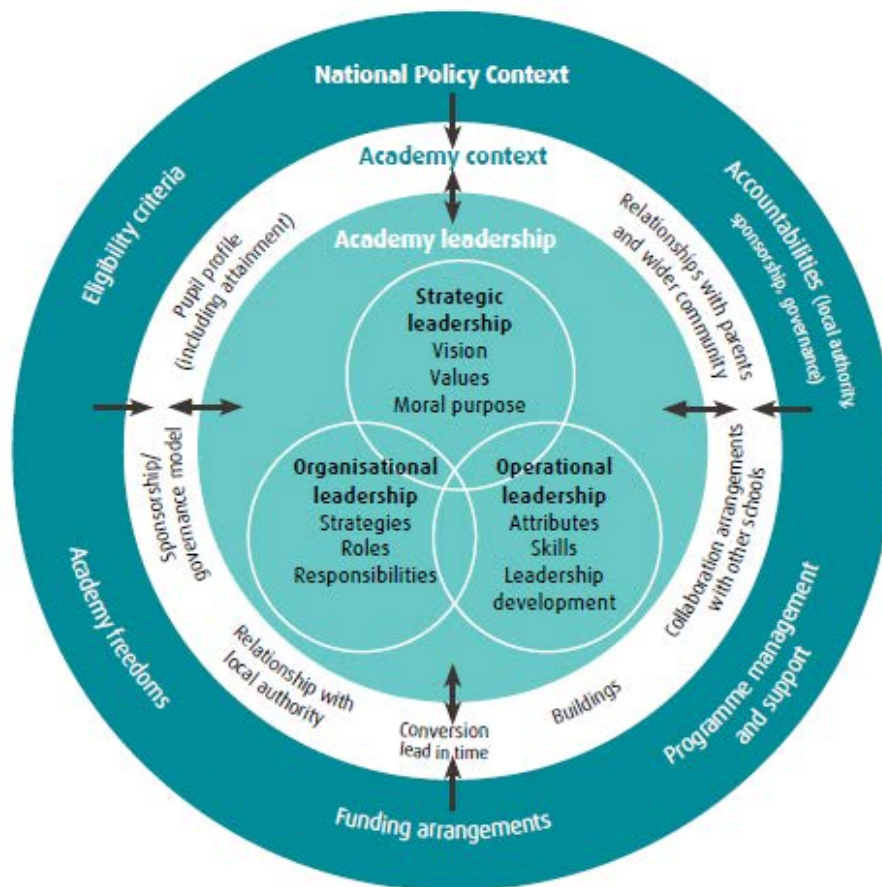 National Policy Context
Accountabilities (local authority,
sponsorship, governance)
Programme management
and support
Funding arrangements
Academy freedoms
Eligibility criteria
Academy context
Relationships with parents
and wider community
Collaboration arrangements
with other schools
Buildings
Conversion
lead in time
Relationship with
local authority
Sponsorship/
governance model
Pupil profile
(including attainment)
Academy leadership
Strategic
leadership
Vision
Values
Moral purpose
Organisational
leadership
Strategies
Roles
Responsibilities
Operational
leadership
Attributes
Skills
Leadership
development